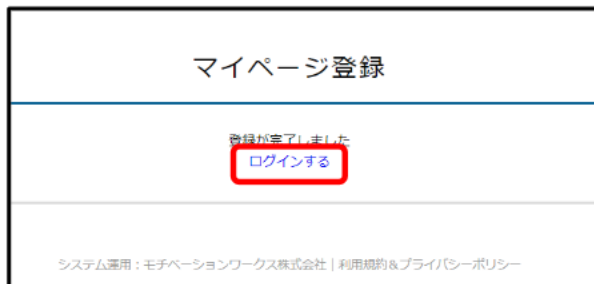 マイページ登録
登録が完了しました
ログインする
システム運用：モチベーションワークス株式会社 | 利用規約＆プライバシーポリシー